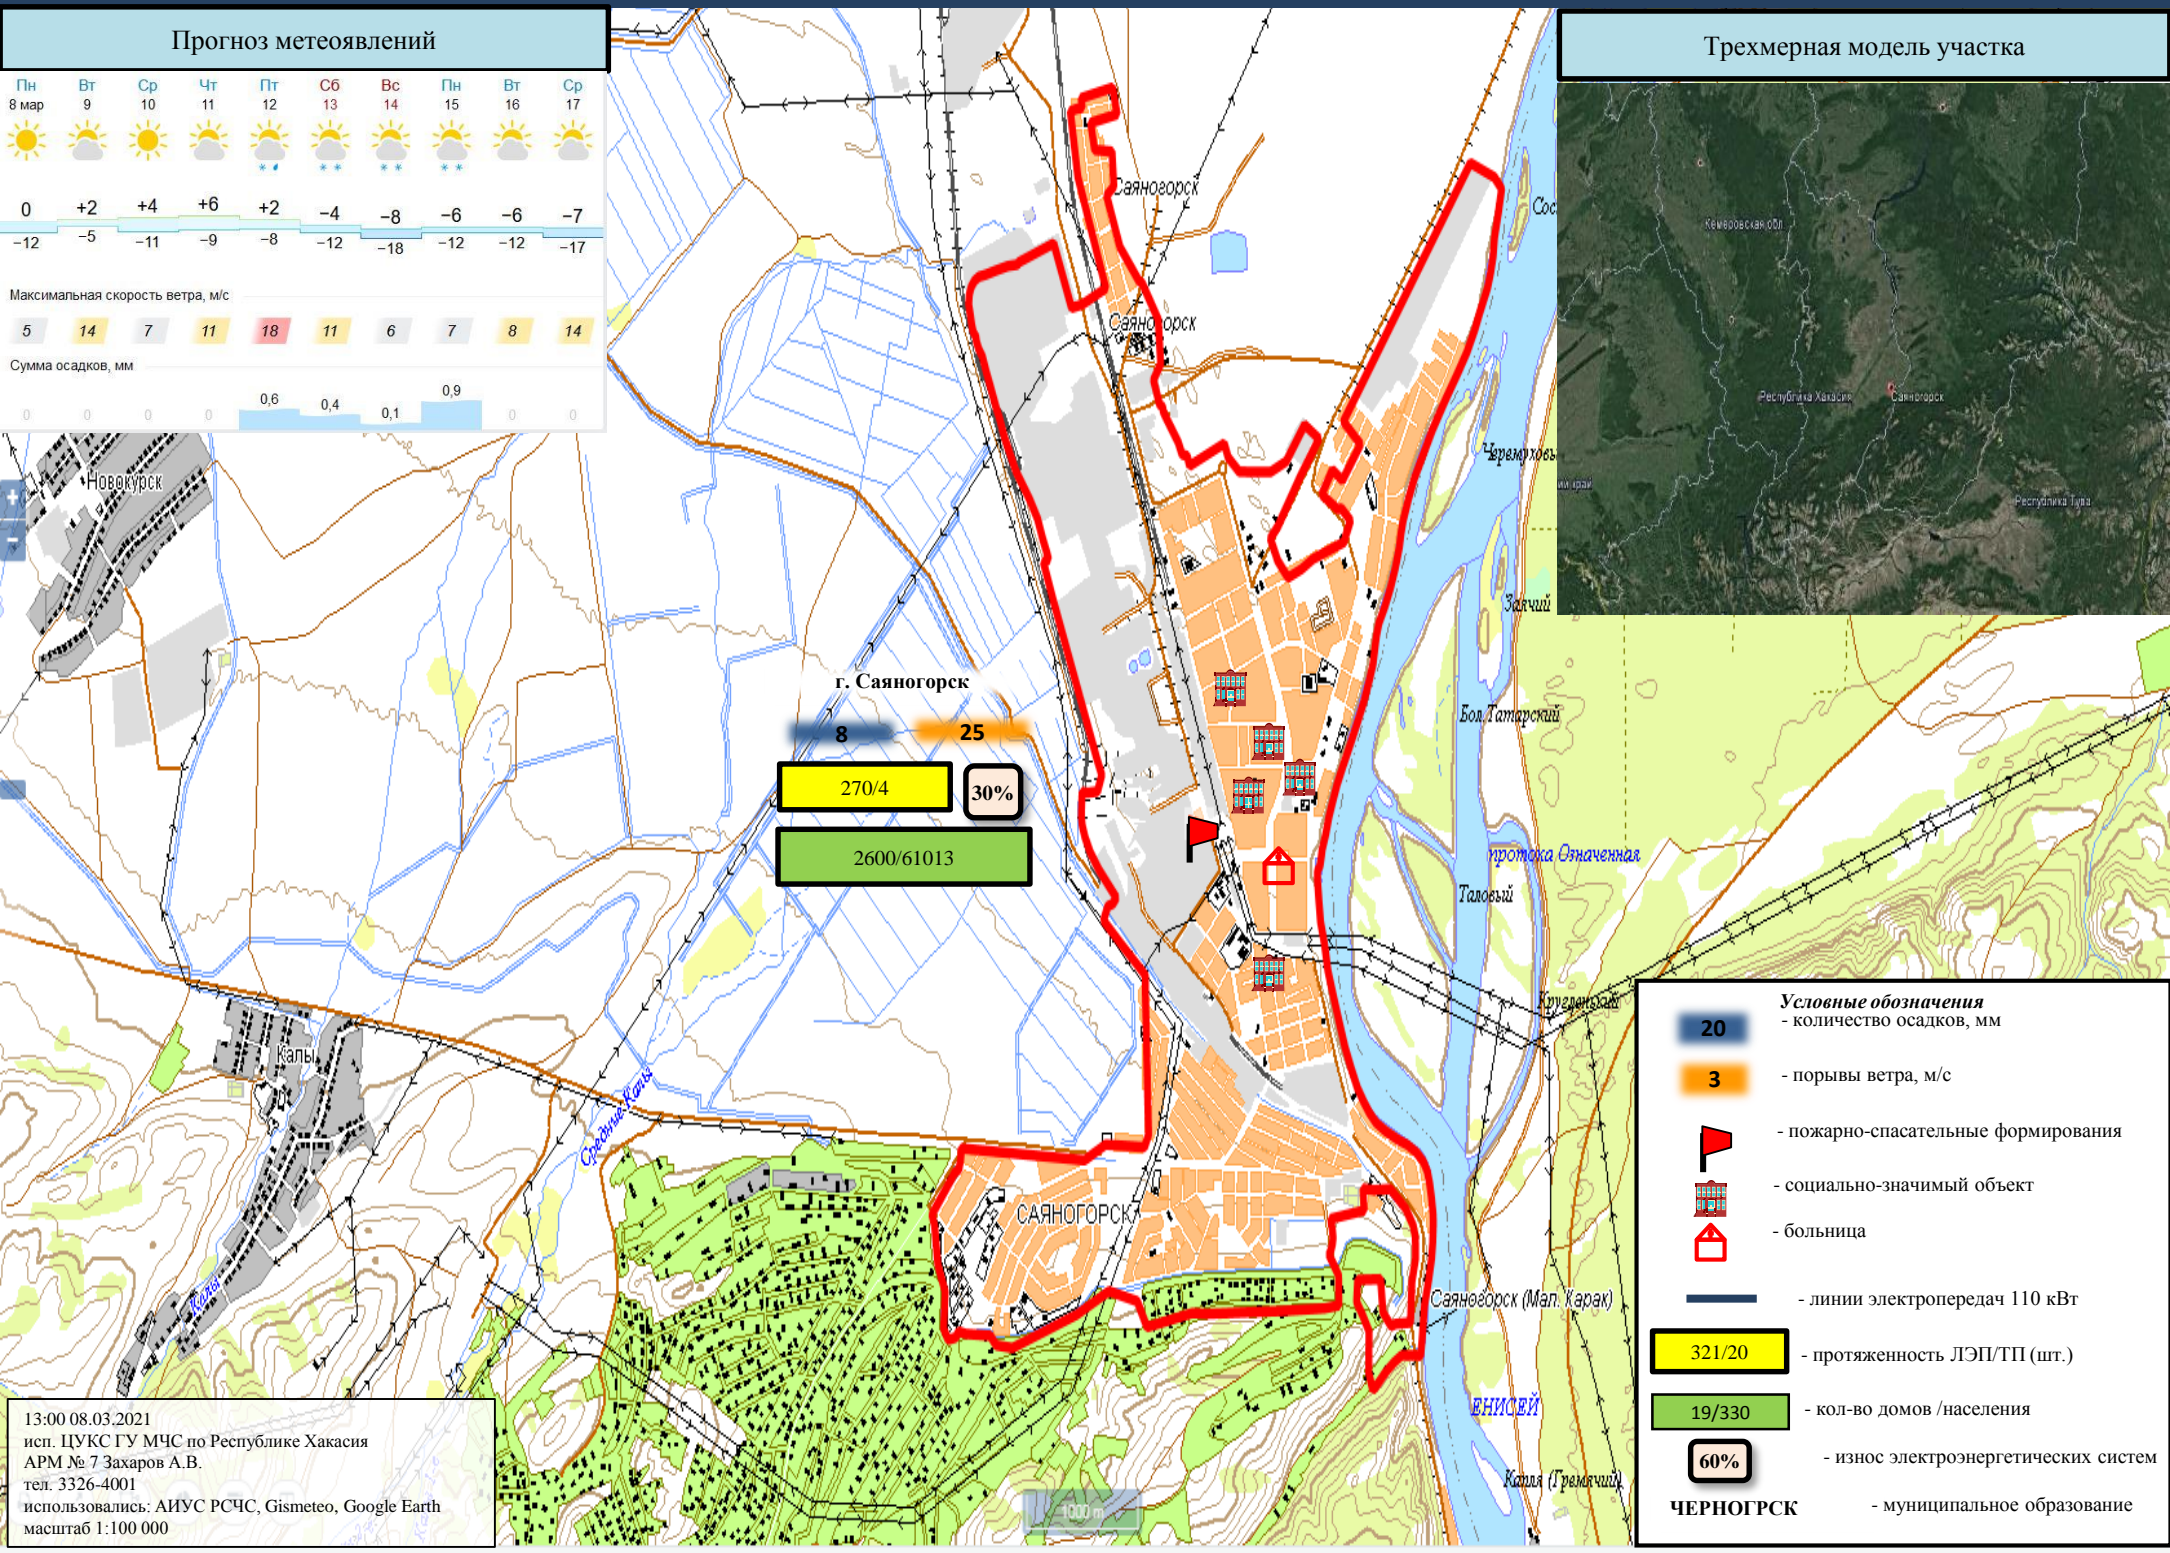 Прогноз метеоявлений
Пн Вт Ср Чт Пт Сб Вс Пн Вт Ср
8 мар 9 10 11 12 13 14 15 16 17
0 +2 +4 +6 +2 −4 −8 −6 −6 −7
−12 −5 −11 −9 −8 −12 −18 −12 −12 −17
Максимальная скорость ветра, м/с
5 14 7 11 18 11 6 7 8 14
Сумма осадков, мм
0 0 0 0 0,6 0,4 0,1 0,9 0 0
Трехмерная модель участка
Кемеровская обл.
Республика Хакасия
Саяногорск
Республика Тува
ий край
Саяногорск
Сос
Саяногорск
Черемуховы
Новокурск
+
−
Заячий
г. Саяногорск
8 25
270/4 30%
2600/61013
Бол. Татарский
протока Означенная
Таловый
Кругленький
Калы
Средние Калы
САЯНОГОРСК
Калы
Саяногорск (Мал. Карак)
ЕНИСЕЙ
Капля (Гремячий)
1000 m
Условные обозначения
20 - количество осадков, мм
3 - порывы ветра, м/с
- пожарно-спасательные формирования
- социально-значимый объект
- больница
- линии электропередач 110 кВт
321/20 - протяженность ЛЭП/ТП (шт.)
19/330 - кол-во домов /населения
60% - износ электроэнергетических систем
ЧЕРНОГРСК - муниципальное образование
13:00 08.03.2021
исп. ЦУКС ГУ МЧС по Республике Хакасия
АРМ № 7 Захаров А.В.
тел. 3326-4001
использовались: АИУС РСЧС, Gismeteo, Google Earth
масштаб 1:100 000